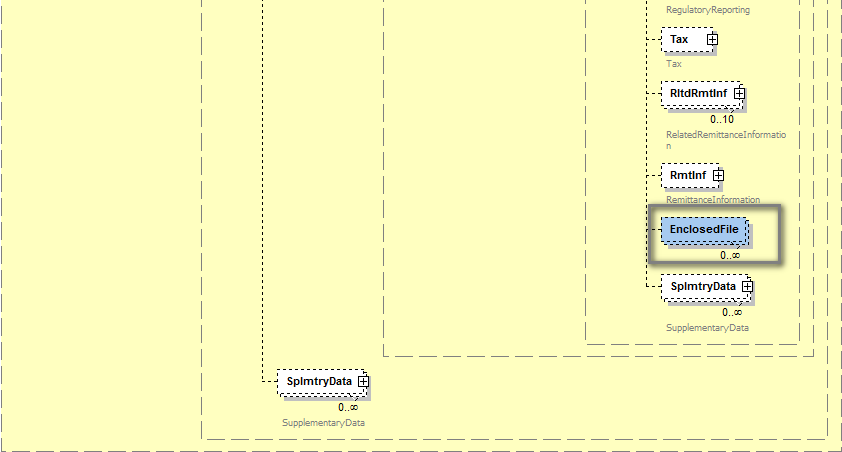 RegulatoryReporting
Tax
Tax
RltdRmtInf
0..10
RelatedRemittanceInformatio
n
RmtInf
RemittanceInformation
EnclosedFile
0..∞
SplmtryData
0..∞
SupplementaryData
SplmtryData
0..∞
SupplementaryData